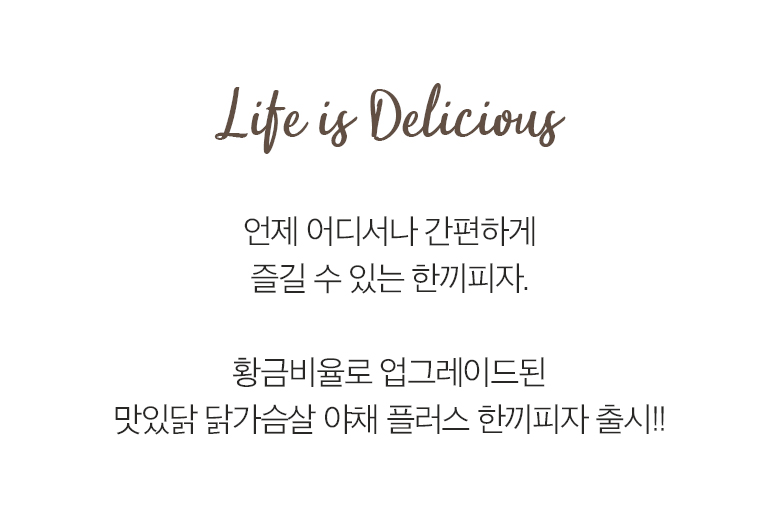 Life is Delicious
언제 어디서나 간편하게
즐길 수 있는 한끼피자.
황금비율로 업그레이드된
맛있닭 닭가슴살 야채 플러스 한끼피자 출시!!